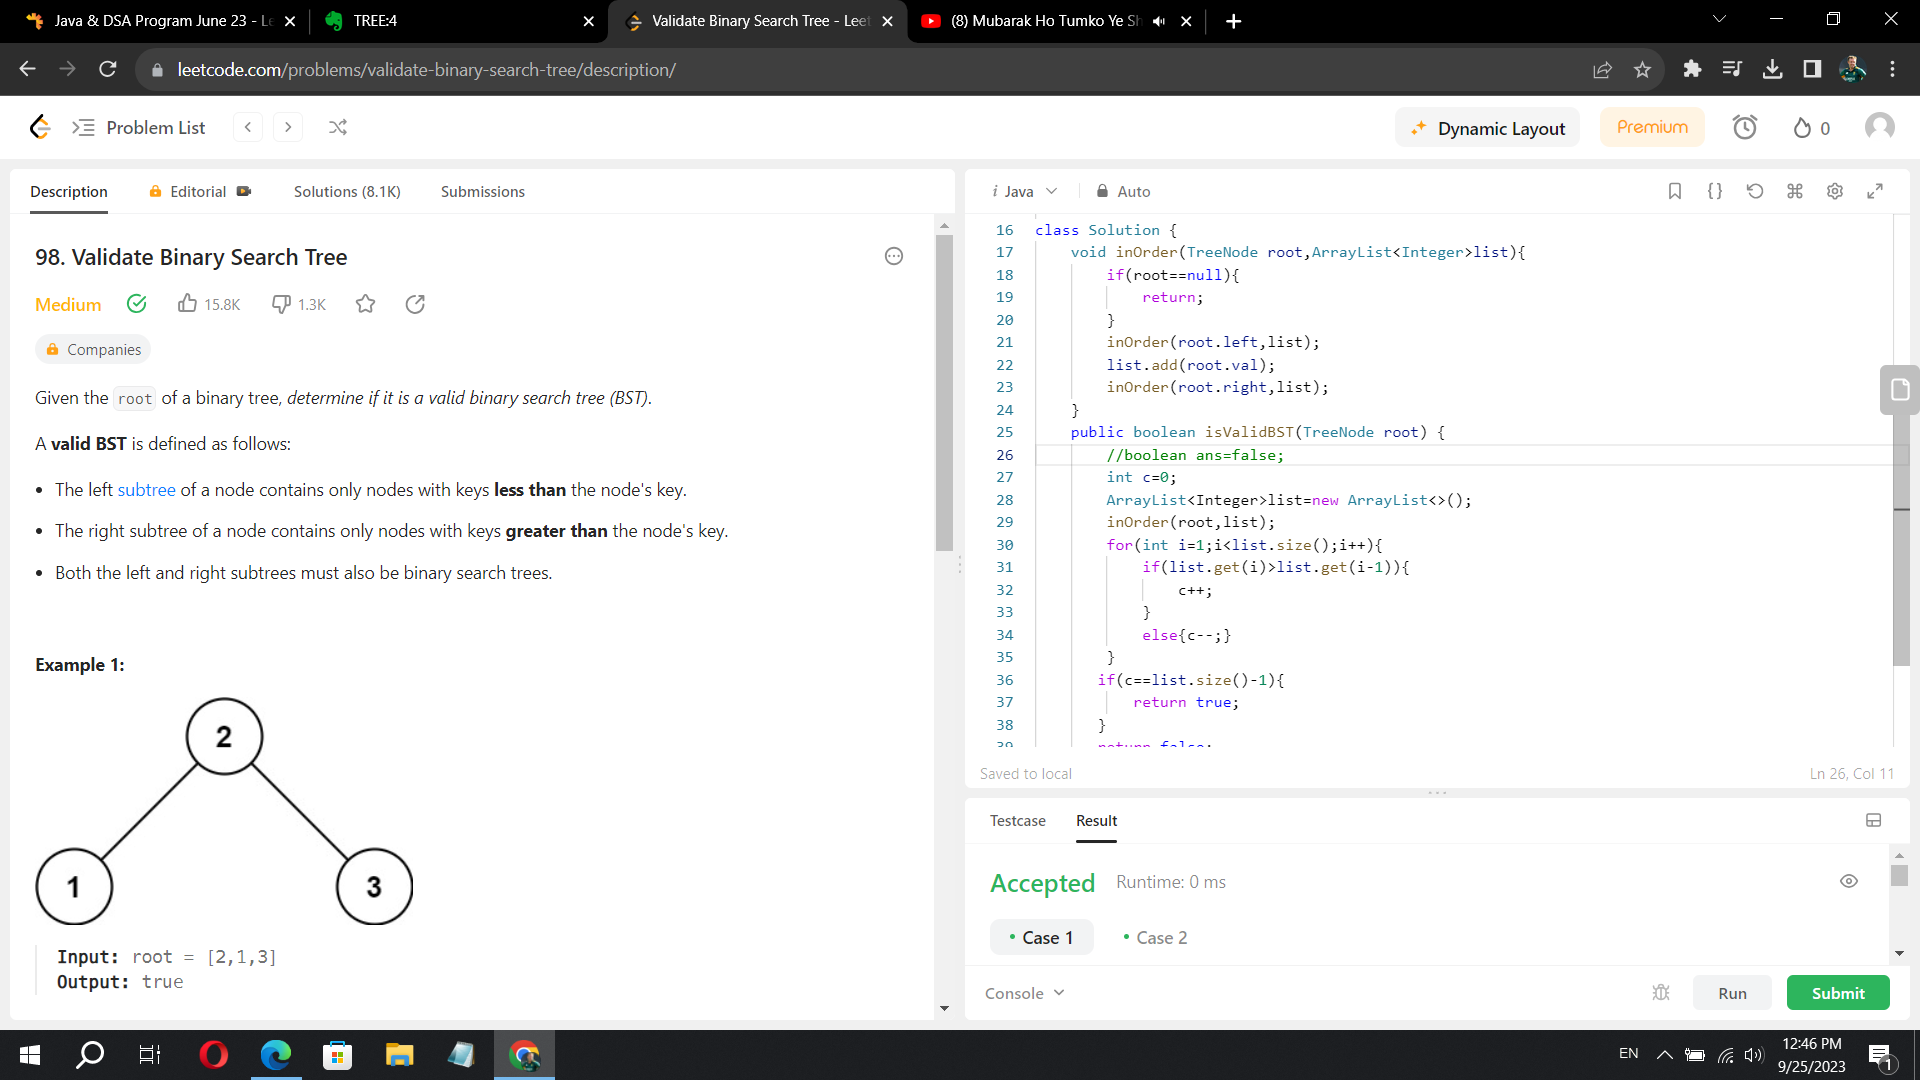 Java & DSA Program June 23 - Le
TREE:4
Validate Binary Search Tree - Leet
(8) Mubarak Ho Tumko Ye Sh
leetcode.com/problems/validate-binary-search-tree/description/
Problem List
Dynamic Layout
Premium
0
Description
Editorial
Solutions (8.1K)
Submissions
98. Validate Binary Search Tree
Medium
15.8K
1.3K
Companies
Given the root of a binary tree, determine if it is a valid binary search tree (BST).
A valid BST is defined as follows:
• The left subtree of a node contains only nodes with keys less than the node's key.
• The right subtree of a node contains only nodes with keys greater than the node's key.
• Both the left and right subtrees must also be binary search trees.
Example 1:
2
1
3
Input: root = [2,1,3]
Output: true
i Java
Auto
16 class Solution {
17 void inOrder(TreeNode root,ArrayList<Integer>list){
18 if(root==null){
19 return;
20 }
21 inOrder(root.left,list);
22 list.add(root.val);
23 inOrder(root.right,list);
24 }
25 public boolean isValidBST(TreeNode root) {
26 //boolean ans=false;
27 int c=0;
28 ArrayList<Integer>list=new ArrayList<>();
29 inOrder(root,list);
30 for(int i=1;i<list.size();i++){
31 if(list.get(i)>list.get(i-1)){
32 c++;
33 }
34 else{c--;}
35 }
36 if(c==list.size()-1){
37 return true;
38 }
39 return false;
Saved to local
Ln 26, Col 11
Testcase
Result
Accepted
Runtime: 0 ms
• Case 1
• Case 2
Console
Run
Submit
EN
12:46 PM
9/25/2023
1